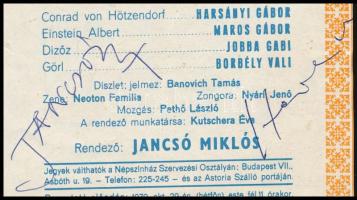 Conrad von Hötzendorf HARSÁNYI GÁBOR
Einstein Albert MAROS GÁBOR
Dizőz JOBBA GABI
Görl BORBÉLY VALI
Díszlet; jelmez: Banovich Tamás
Zene: Neoton Familia Zongora: Nyári Jenő
Mozgás: Pethő László
A rendező munkatársa: Kutschera Éva
Rendező: JANCSÓ MIKLÓS
JANCSÓ
Jegyek válthatók a Népszínház Szervezési Osztályán: Budapest VII.,
Asbóth u. 19. – Telefon: 225-245 – és az Astoria Szálló portáján.